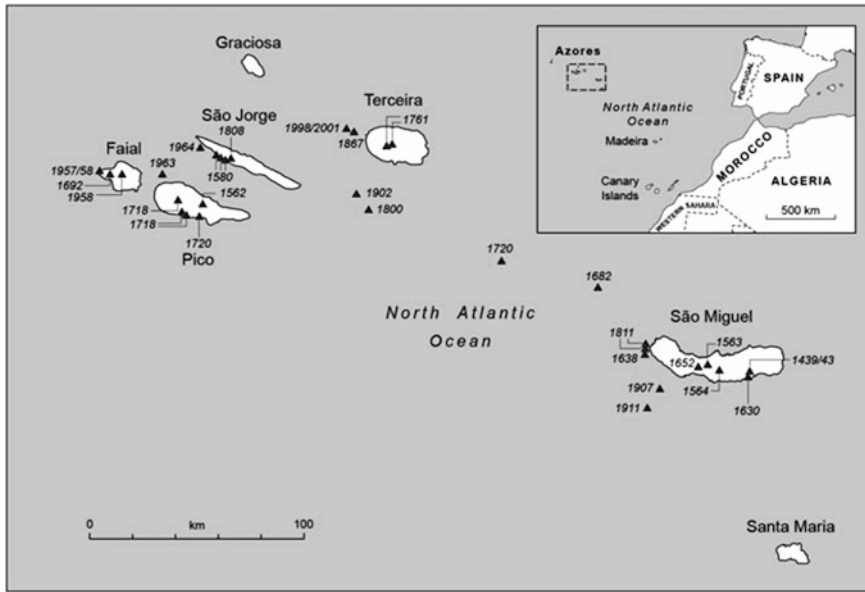 Graciosa
São Jorge
1808
1964
1580
Terceira
1998/2001
1761
1867
Faial
1957/58
1692
1958
1963
1562
1718
1718
1720
Pico
1902
1800
1720
1682
North Atlantic
Ocean
São Miguel
1811
1638
1563
1652
1439/43
1564
1630
1907
1911
Santa Maria
0 km 100
Azores
North Atlantic
Ocean
Madeira
Canary
Islands
PORTUGAL
SPAIN
MOROCCO
ALGERIA
WESTERN SAHARA
500 km